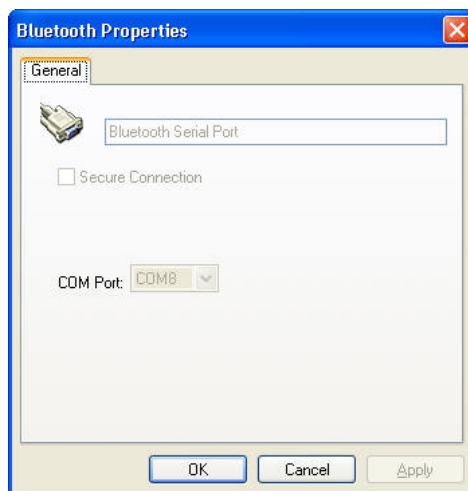 Bluetooth Properties
General
Bluetooth Serial Port
Secure Connection
COM Port: COM8
OK Cancel Apply